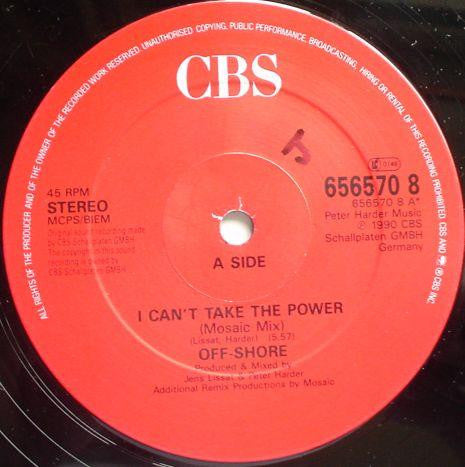 ALL RIGHTS OF THE PRODUCER AND OF THE OWNER OF THE RECORDED WORK RESERVED. UNAUTHORISED COPYING, PUBLIC PERFORMANCE, BROADCASTING, HIRING OR RENTAL OF THIS RECORDING PROHIBITED. CBS AND ® CBS INC.
CBS
45 RPM
STEREO
MCPS/BIEM
Original sound recording made by
CBS Schallplatten GMBH
The copyright in this sound
recording is owned by
CBS Schallplatten GMBH
LC 0149
656570 8
656570 8 A*
Peter Harder Music
℗ 1990 CBS
Schallplatten GMBH
Germany
A SIDE
I CAN'T TAKE THE POWER
(Mosaic Mix)
(Lissat, Harder) (5.57)
OFF-SHORE
Produced & Mixed by
Jens Lissat & Peter Harder
Additional Remix Productions by Mosaic